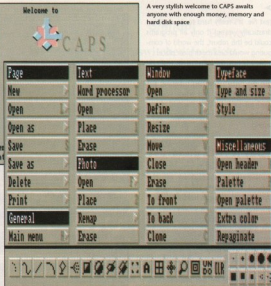 Welcome to
CAPS
A very stylish welcome to CAPS awaits
anyone with enough money, memory and
hard disk space
Page
New
Open
Open as
Save
Save as
Delete
Print
General
Main menu
Text
Word processor
Open
Place
Erase
Photo
Open
Place
Remap
Erase
Window
Open
Define
Resize
Move
Close
Erase
To front
To back
Clone
Typeface
Type and size
Style
Miscellaneous
Open header
Palette
Open palette
Extra color
Repaginate
A
UN
DO
CLR